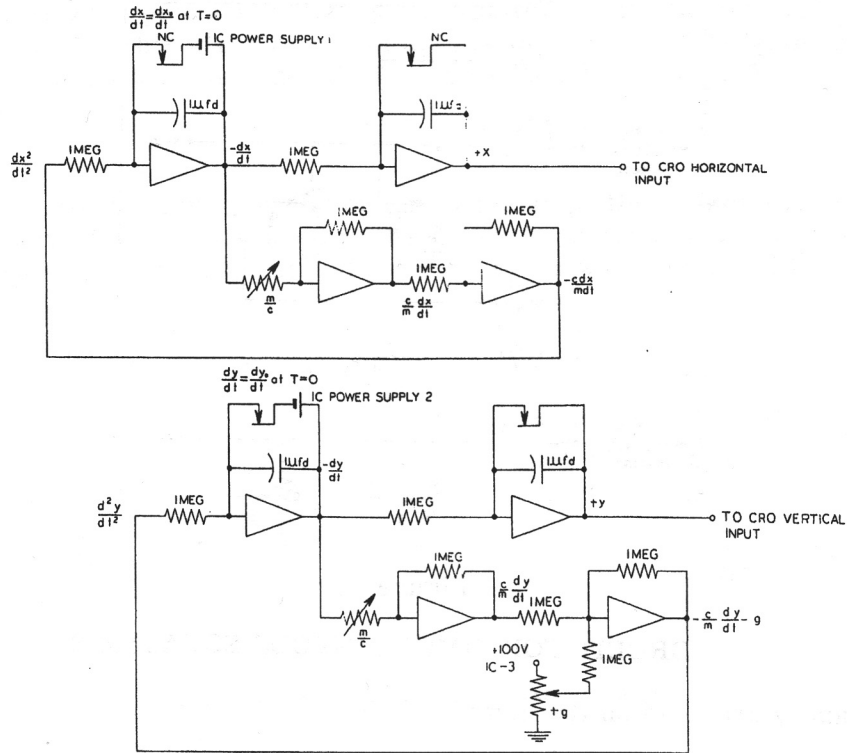 dx/dt = dx₀/dt at T=0
NC
IC POWER SUPPLY 1
NC
1µfd
1µf
1MEG
-dx/dt
1MEG
+X
dx²/dt²
TO CRO HORIZONTAL
INPUT
1MEG
1MEG
1MEG
m/c
c/m dx/dt
-cdx/mdt
dy/dt = dy₀/dt at T=0
IC POWER SUPPLY 2
1µfd
-dy/dt
1µfd
1MEG
1MEG
+y
d²y/dt²
TO CRO VERTICAL
INPUT
1MEG
1MEG
c/m dy/dt
1MEG
-c/m dy/dt - g
m/c
+100V
IC-3
1MEG
+g